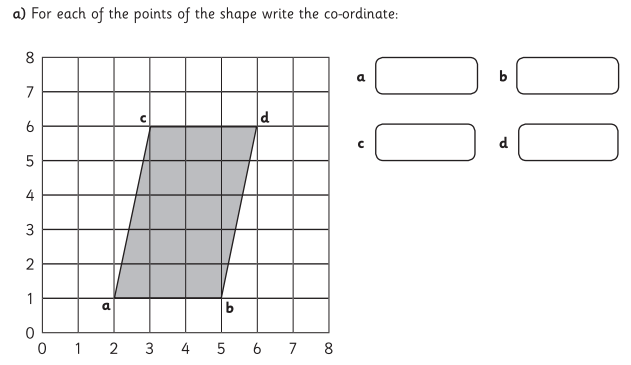 a) For each of the points of the shape write the co-ordinate:
8
7
6
5
4
3
2
1
0
c d
a b
0 1 2 3 4 5 6 7 8
a b
c d